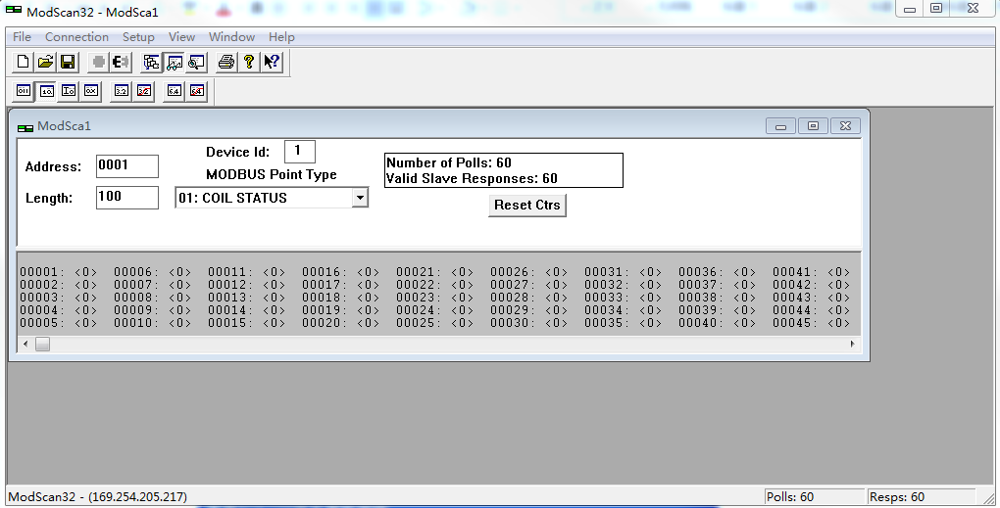 ModScan32 - ModSca1
File Connection Setup View Window Help
ModSca1
Device Id: 1
Address: 0001
MODBUS Point Type
Number of Polls: 60
Valid Slave Responses: 60
Length: 100
01: COIL STATUS
Reset Ctrs
00001: <0> 00006: <0> 00011: <0> 00016: <0> 00021: <0> 00026: <0> 00031: <0> 00036: <0> 00041: <0>
00002: <0> 00007: <0> 00012: <0> 00017: <0> 00022: <0> 00027: <0> 00032: <0> 00037: <0> 00042: <0>
00003: <0> 00008: <0> 00013: <0> 00018: <0> 00023: <0> 00028: <0> 00033: <0> 00038: <0> 00043: <0>
00004: <0> 00009: <0> 00014: <0> 00019: <0> 00024: <0> 00029: <0> 00034: <0> 00039: <0> 00044: <0>
00005: <0> 00010: <0> 00015: <0> 00020: <0> 00025: <0> 00030: <0> 00035: <0> 00040: <0> 00045: <0>
ModScan32 - (169.254.205.217)
Polls: 60
Resps: 60